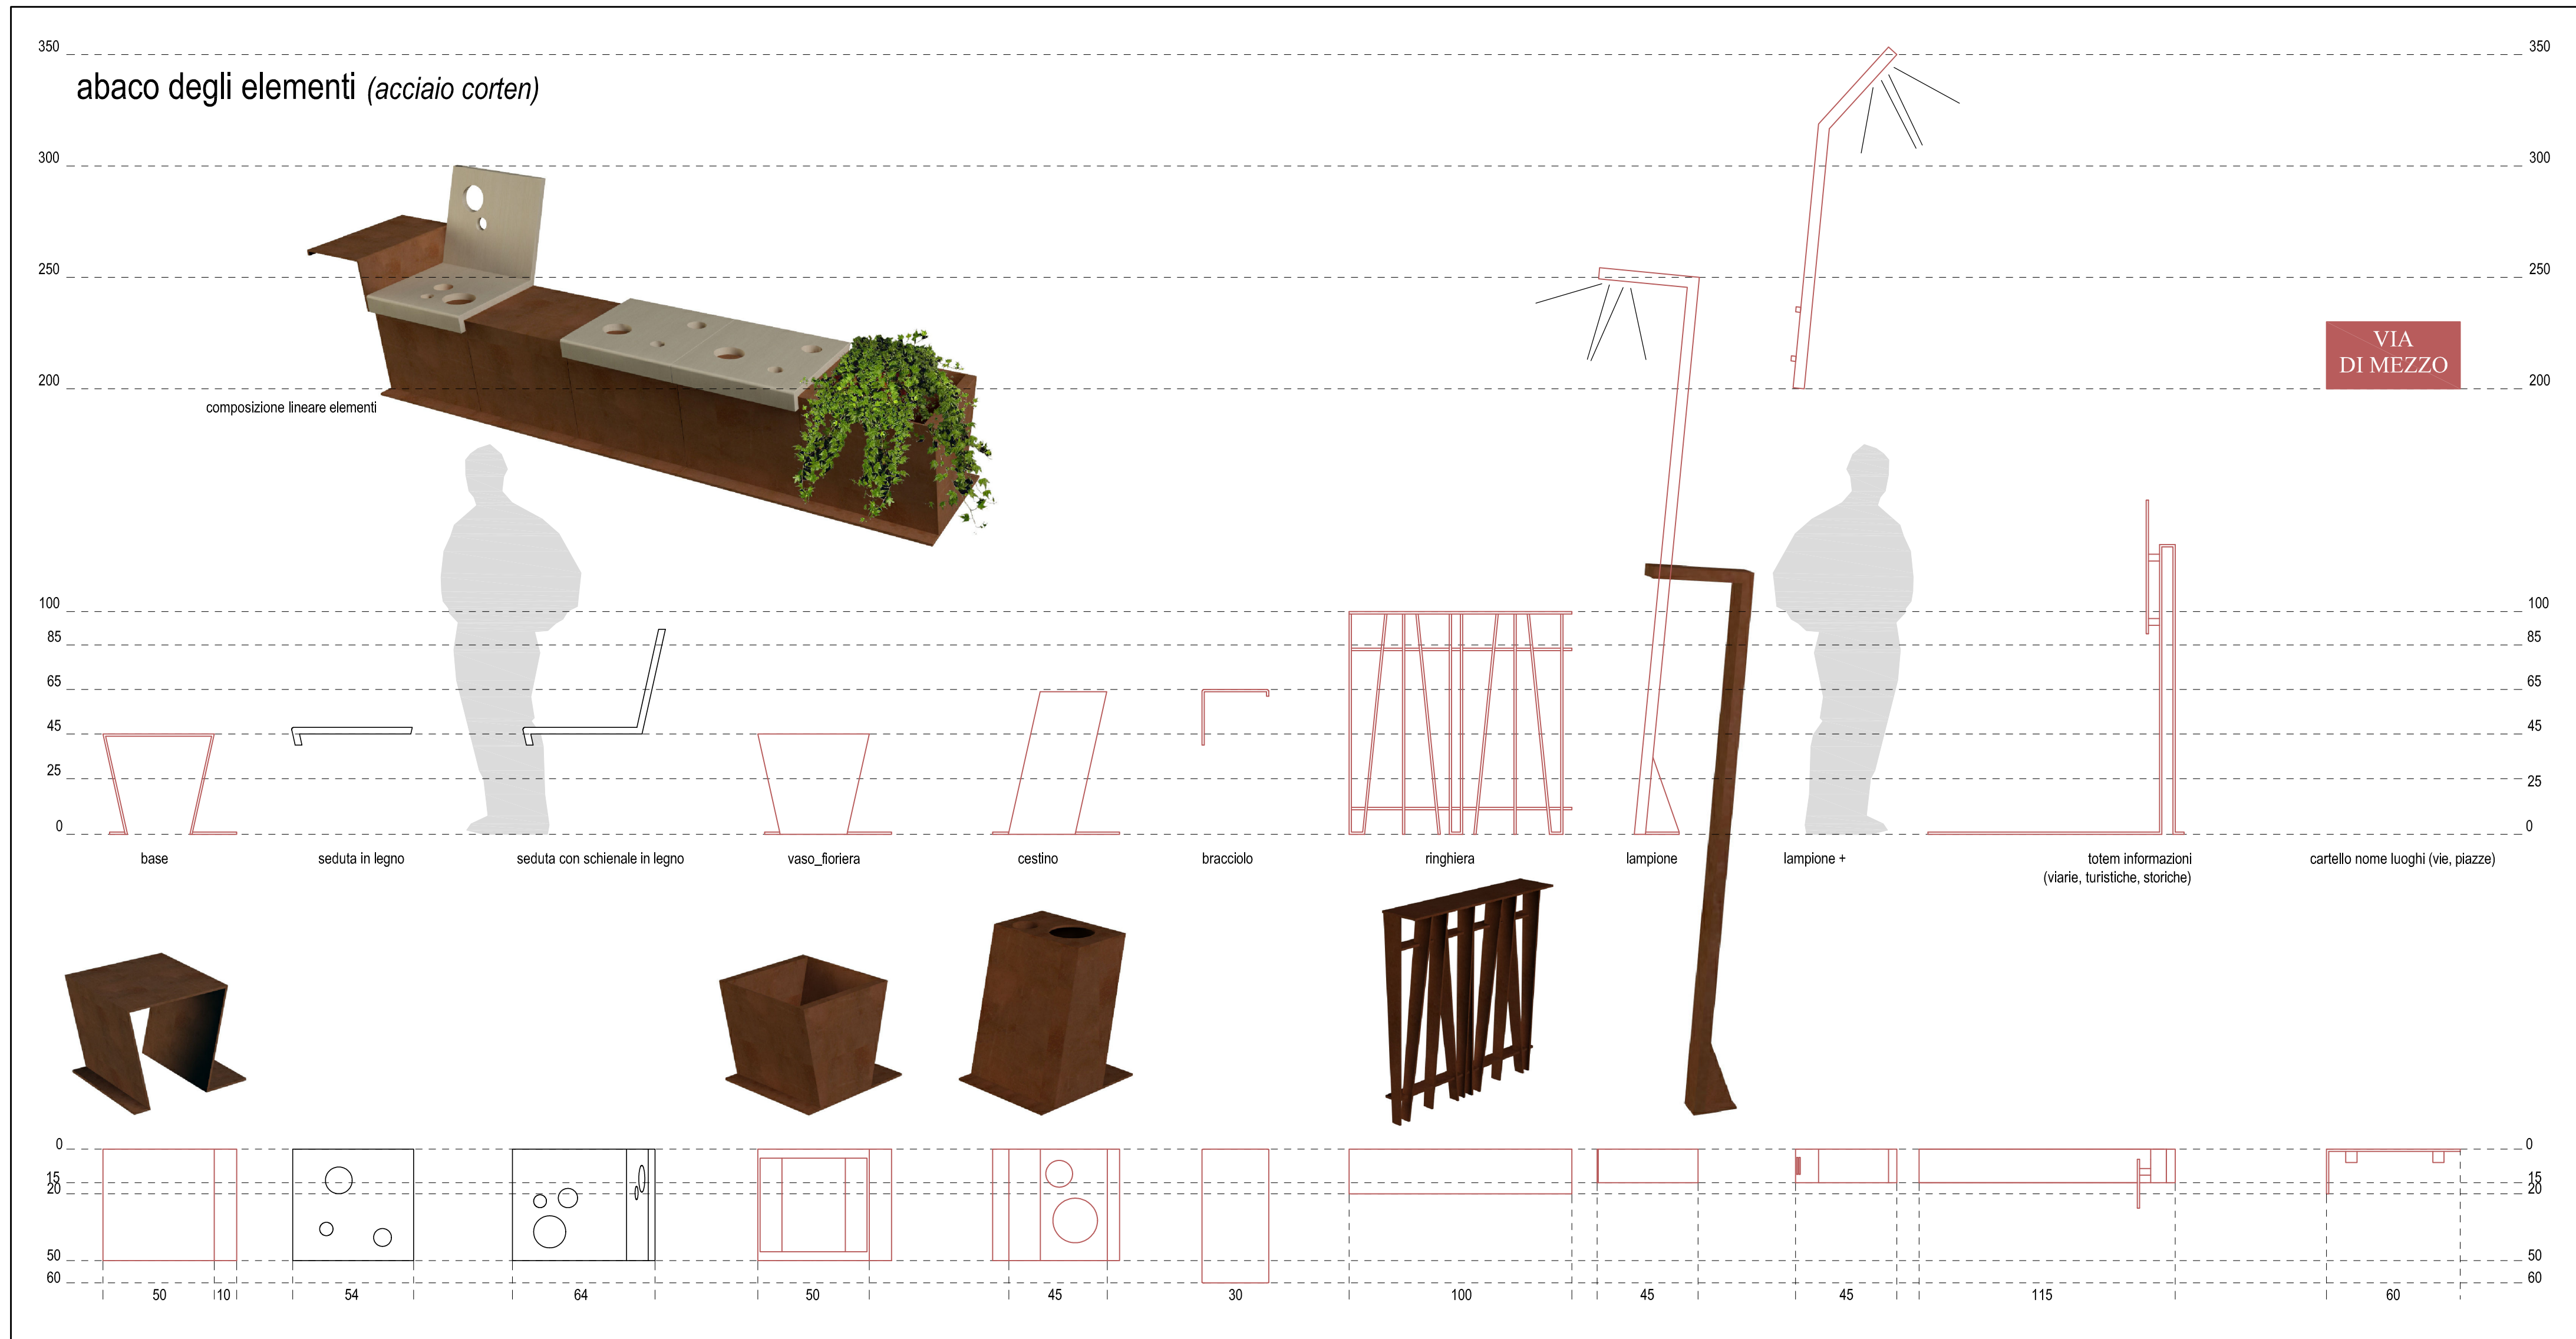 350
350
abaco degli elementi (acciaio corten)
300
300
250
250
VIA
DI MEZZO
200
200
composizione lineare elementi
100
100
85
85
65
65
45
45
25
25
0
0
base
seduta in legno
seduta con schienale in legno
vaso_fioriera
cestino
bracciolo
ringhiera
lampione
lampione +
totem informazioni
(viarie, turistiche, storiche)
cartello nome luoghi (vie, piazze)
0
0
15
15
20
20
50
50
60
60
50
10
54
64
50
45
30
100
45
45
115
60